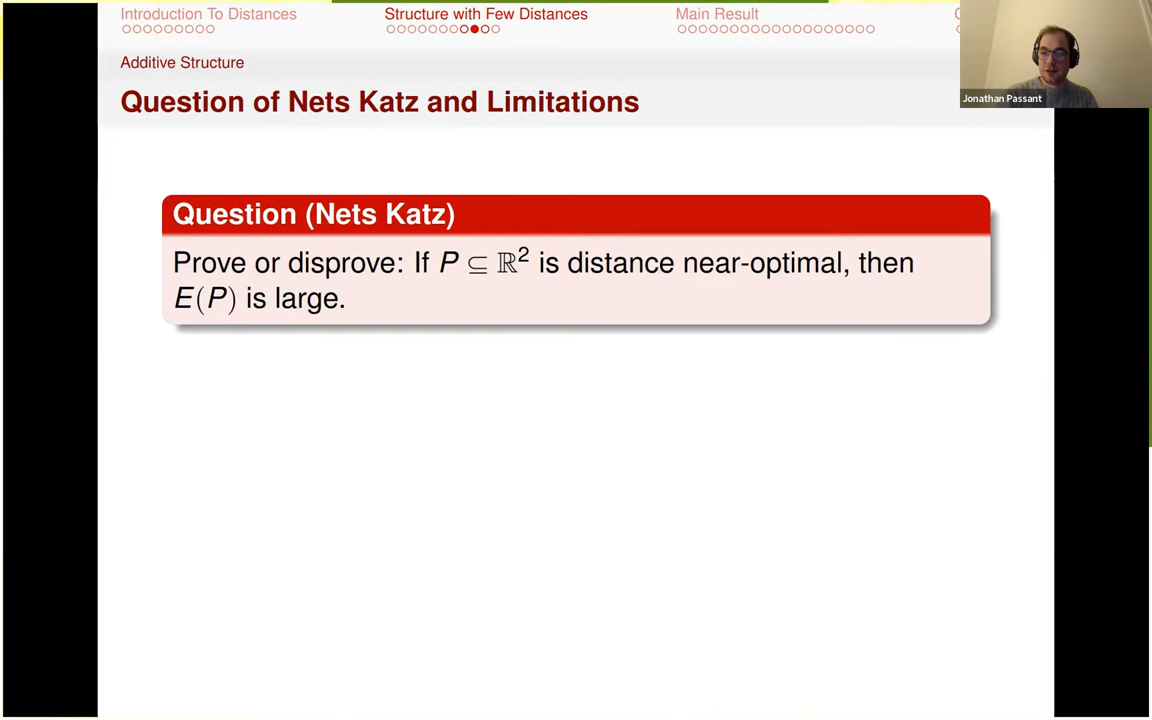 Introduction To Distances
Structure with Few Distances
Main Result
Additive Structure
Question of Nets Katz and Limitations
Jonathan Passant
Question (Nets Katz)
Prove or disprove: If P ⊆ ℝ² is distance near-optimal, then
E(P) is large.